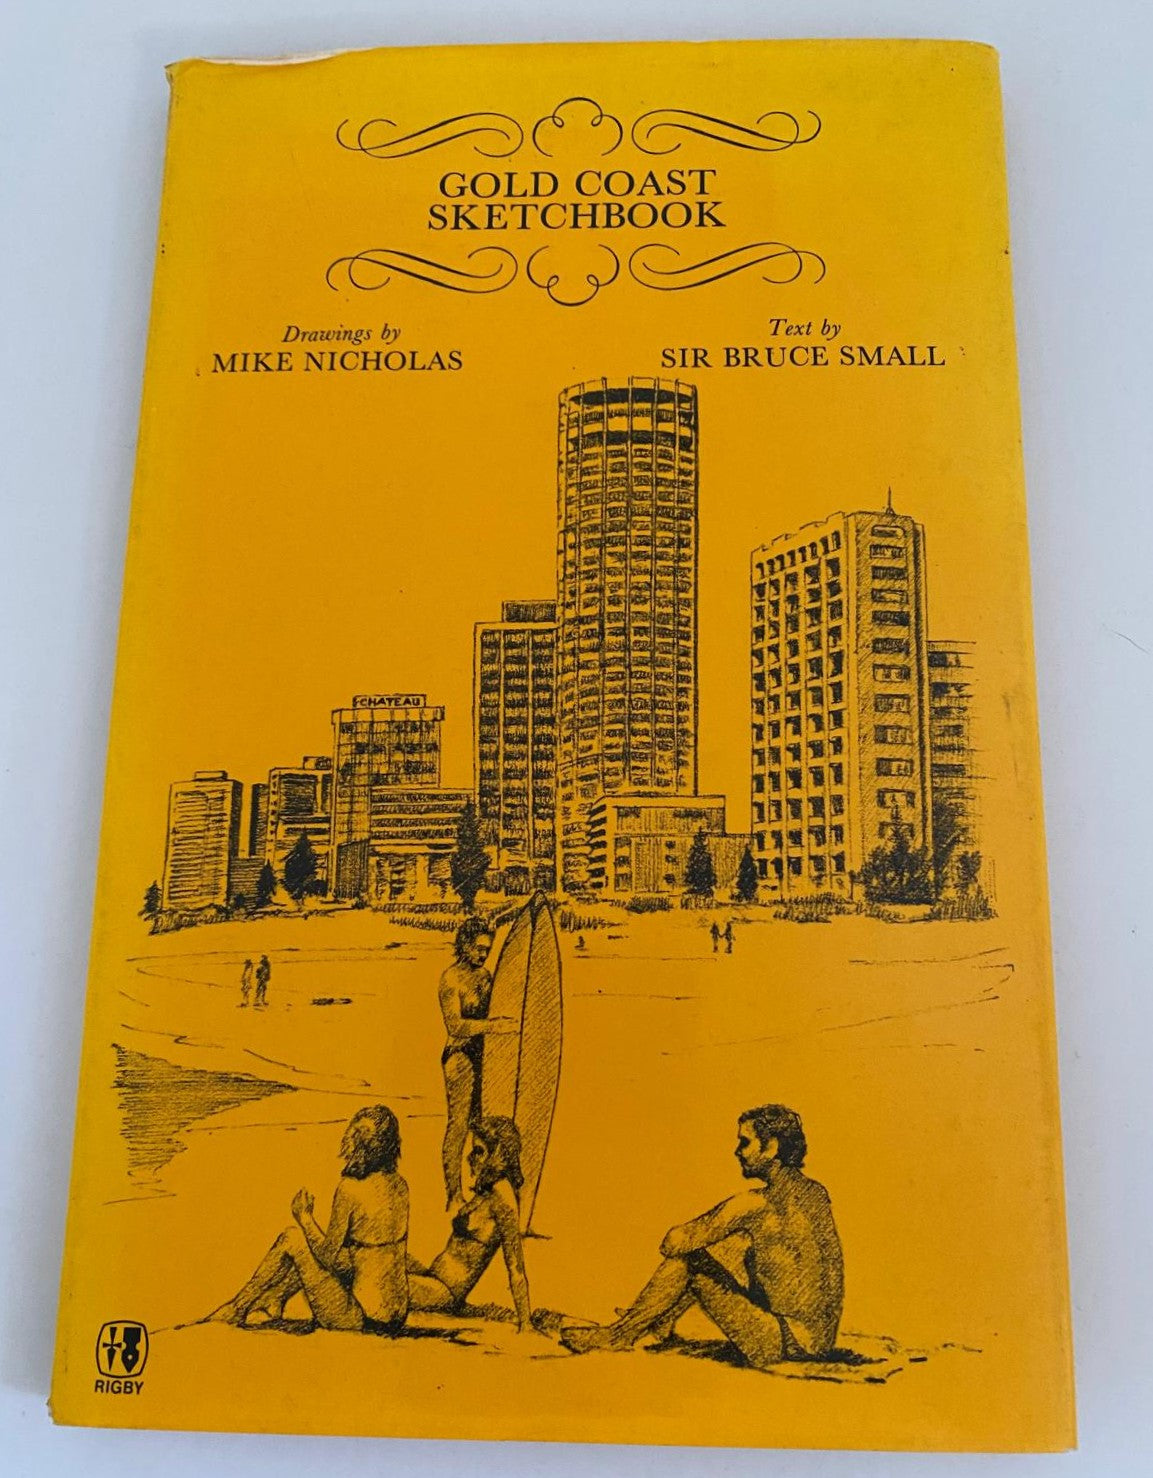 GOLD COAST
SKETCHBOOK
Drawings by
MIKE NICHOLAS
Text by
SIR BRUCE SMALL
CHATEAU
RIGBY